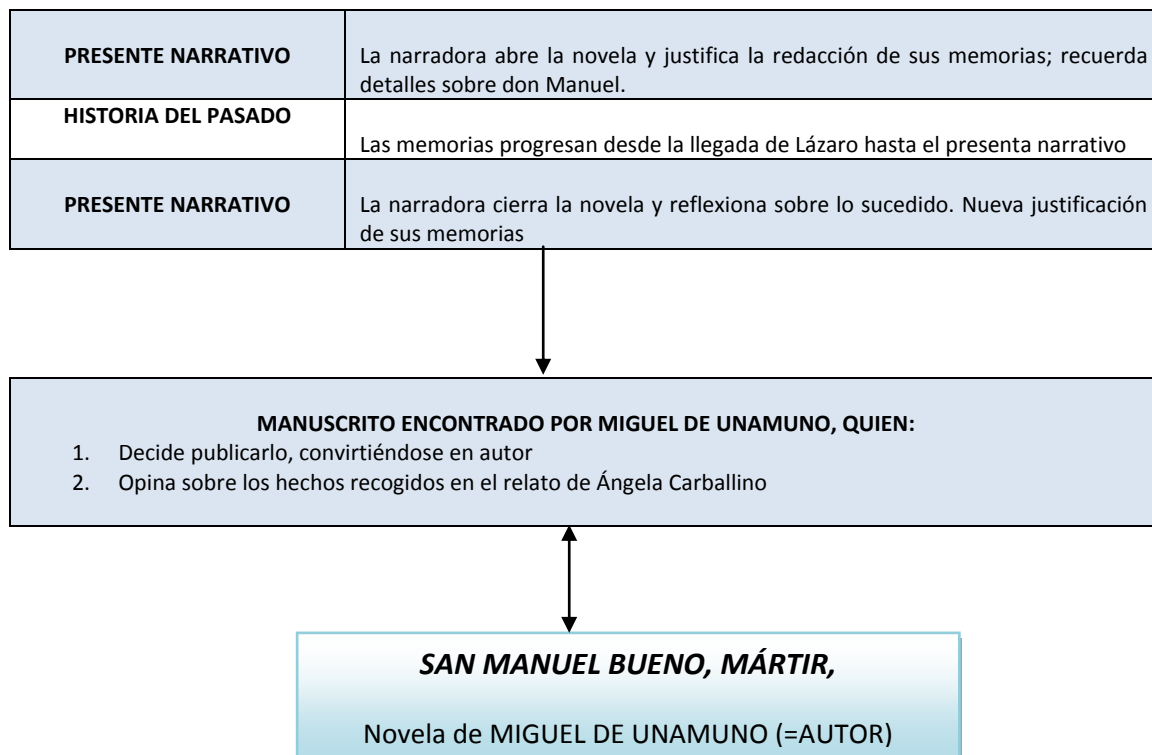 PRESENTE NARRATIVO
La narradora abre la novela y justifica la redacción de sus memorias; recuerda
detalles sobre don Manuel.
HISTORIA DEL PASADO
Las memorias progresan desde la llegada de Lázaro hasta el presenta narrativo
PRESENTE NARRATIVO
La narradora cierra la novela y reflexiona sobre lo sucedido. Nueva justificación
de sus memorias
MANUSCRITO ENCONTRADO POR MIGUEL DE UNAMUNO, QUIEN:
1. Decide publicarlo, convirtiéndose en autor
2. Opina sobre los hechos recogidos en el relato de Ángela Carballino
SAN MANUEL BUENO, MÁRTIR,
Novela de MIGUEL DE UNAMUNO (=AUTOR)